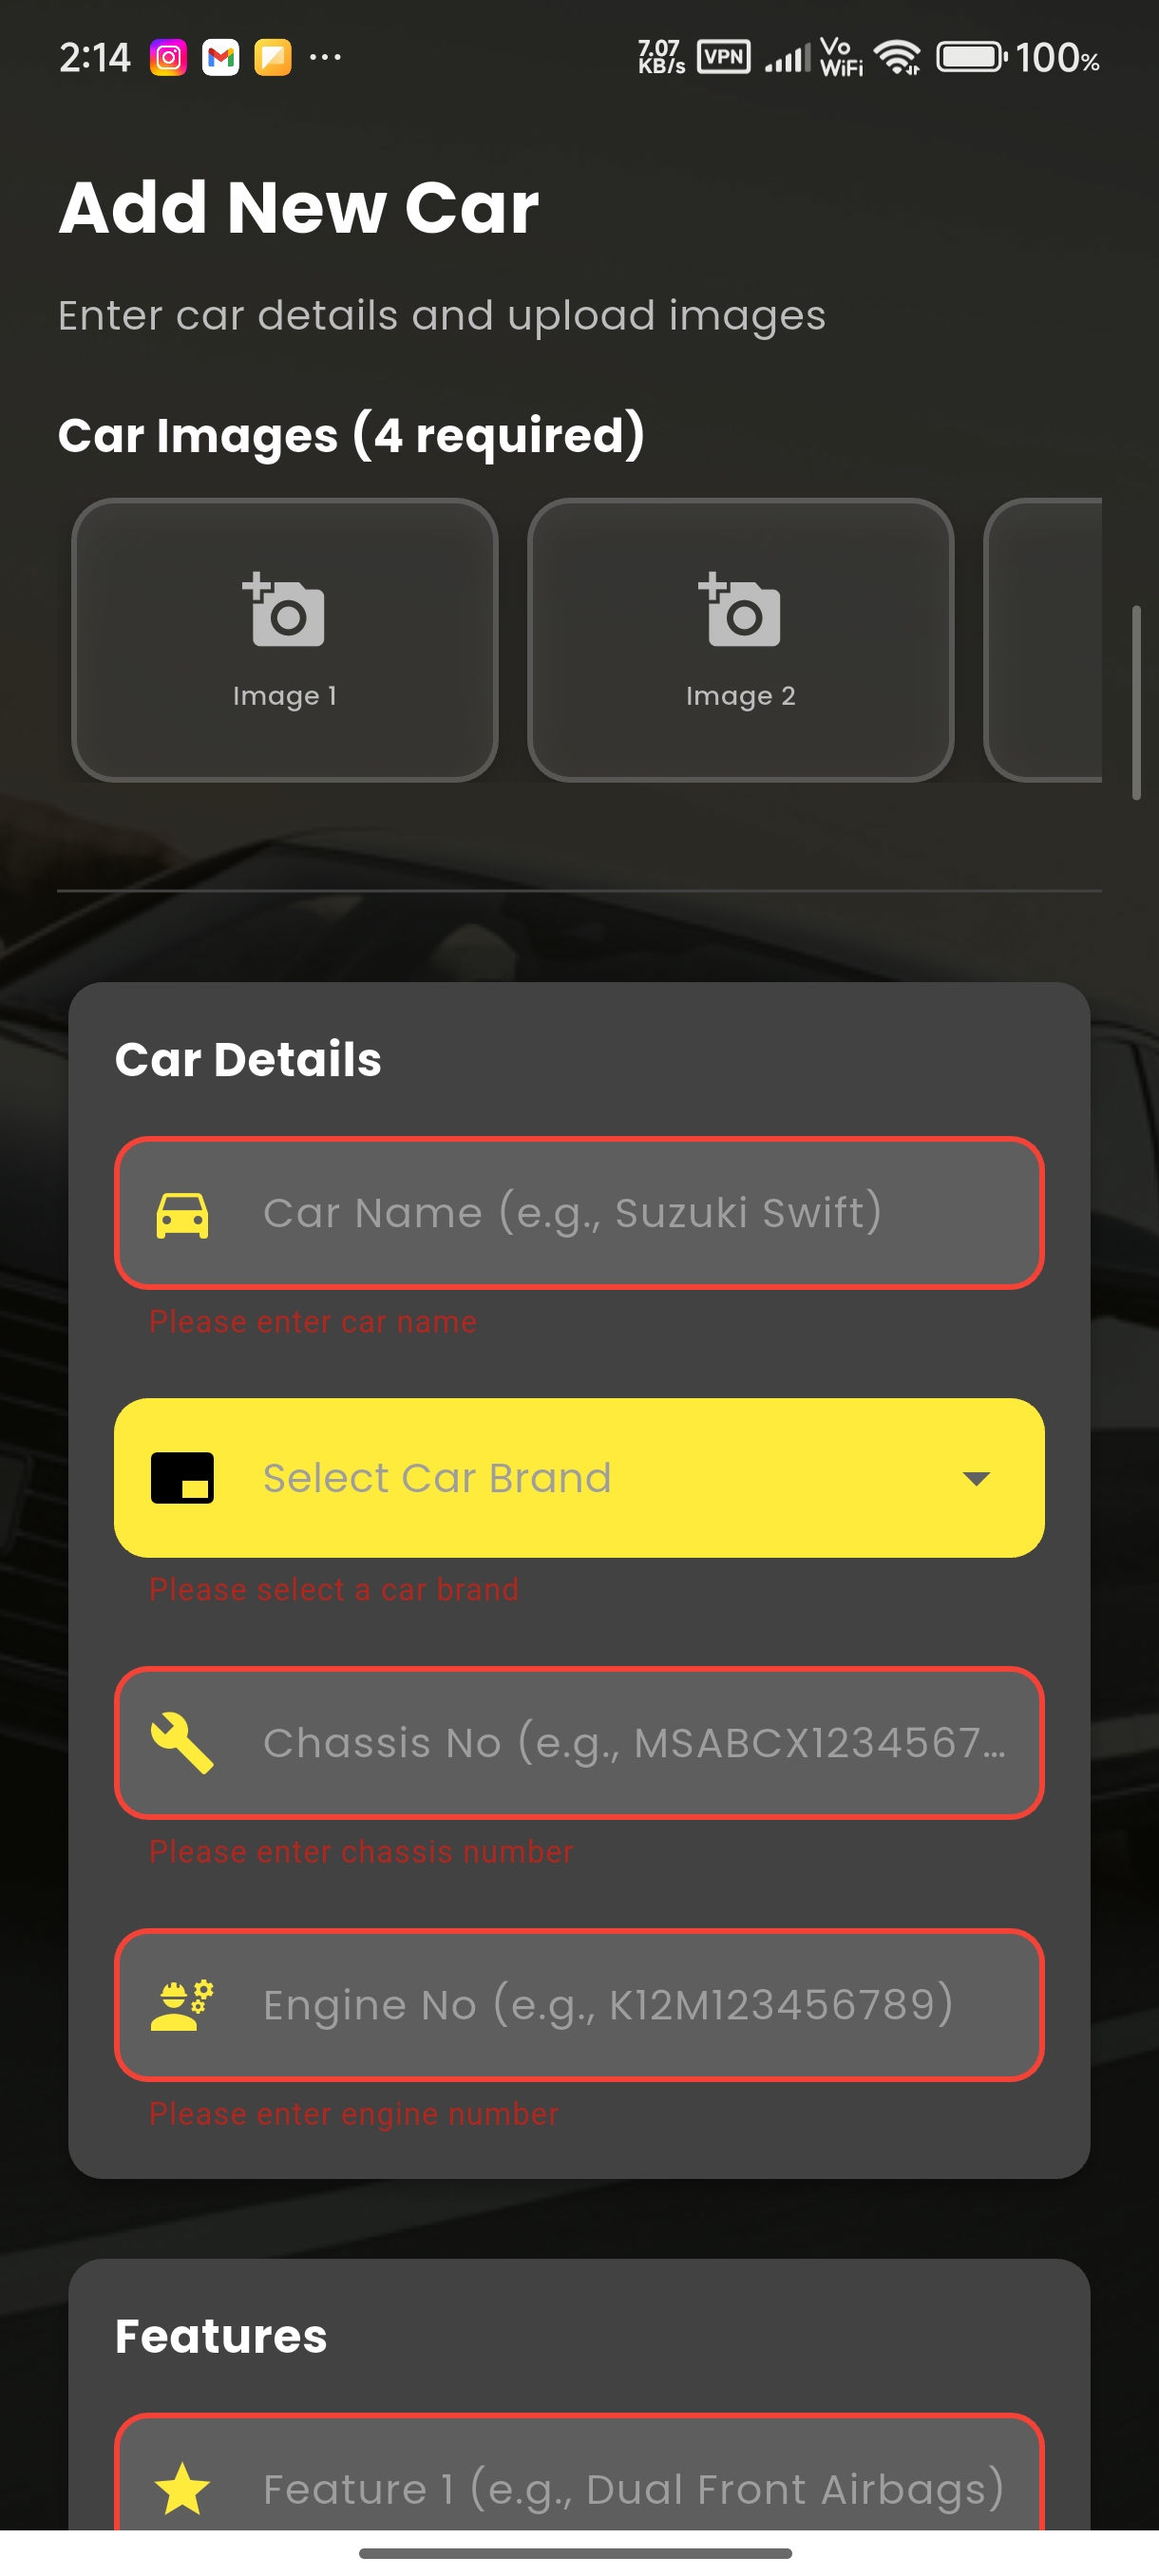 2:14 ... 7.07 KB/s VPN Vo WiFi 100%
Add New Car
Enter car details and upload images
Car Images (4 required)
Image 1 Image 2
Car Details
Car Name (e.g., Suzuki Swift)
Please enter car name
Select Car Brand
Please select a car brand
Chassis No (e.g., MSABCX1234567...
Please enter chassis number
Engine No (e.g., K12M123456789)
Please enter engine number
Features
Feature 1 (e.g., Dual Front Airbags)